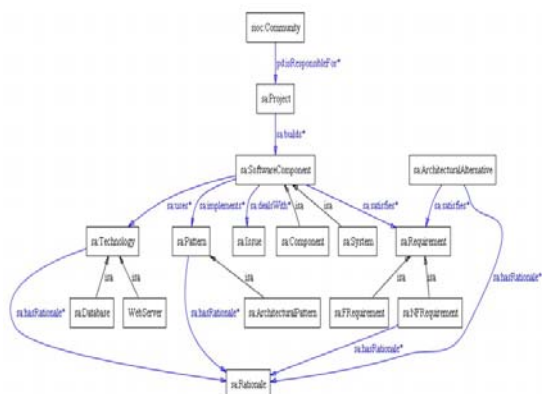 sioc:Community
pd:isResponsibleFor*
sa:Project
sa:builds*
sa:SoftwareComponent
sa:ArchitecturalAlternative
sa:uses*
sa:implements*
sa:dealsWith*
isa
isa
sa:satisfies*
sa:satisfies*
sa:Technology
sa:Pattern
sa:Issue
sa:Component
sa:System
sa:Requirement
isa
isa
isa
isa
isa
sa:hasRationale*
sa:hasRationale*
sa:hasRationale*
sa:Database
WebServer
sa:ArchitecturalPattern
sa:FRequirement
sa:NFRequirement
sa:hasRationale*
sa:Rationale